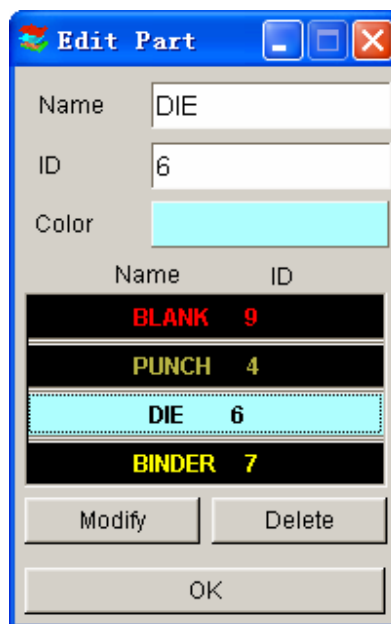 Edit Part
Name DIE
ID 6
Color
Name ID
BLANK 9
PUNCH 4
DIE 6
BINDER 7
Modify Delete
OK